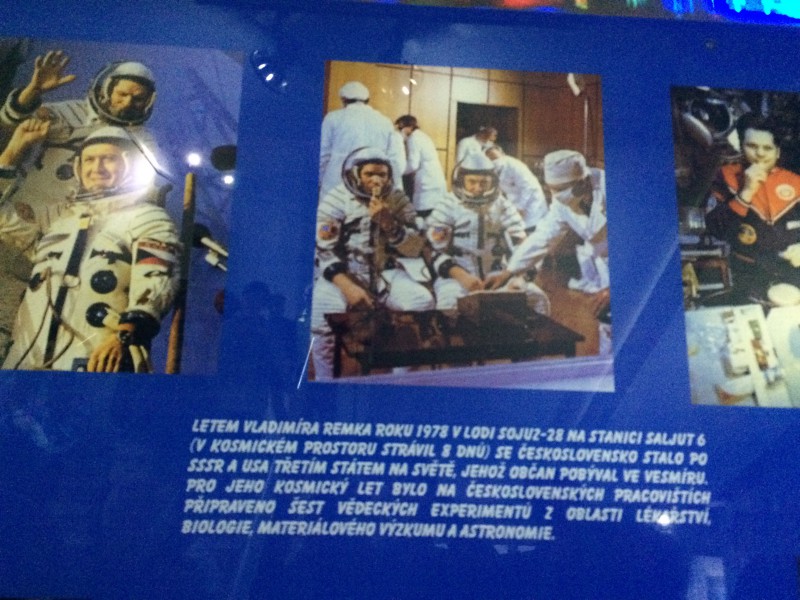 LETEM VLADIMÍRA REMKA ROKU 1978 V LODI SOJUZ-28 NA STANICI SALJUT 6
(V KOSMICKÉM PROSTORU STRÁVIL 8 DNŮ) SE ČESKOSLOVENSKO STALO PO
SSSR A USA TŘETÍM STÁTEM NA SVĚTĚ, JEHOŽ OBČAN POBÝVAL VE VESMÍRU.
PRO JEHO KOSMICKÝ LET BYLO NA ČESKOSLOVENSKÝCH PRACOVIŠTÍCH
PŘIPRAVENO ŠEST VĚDECKÝCH EXPERIMENTŮ Z OBLASTI LÉKAŘSTVÍ,
BIOLOGIE, MATERIÁLOVÉHO VÝZKUMU A ASTRONOMIE.